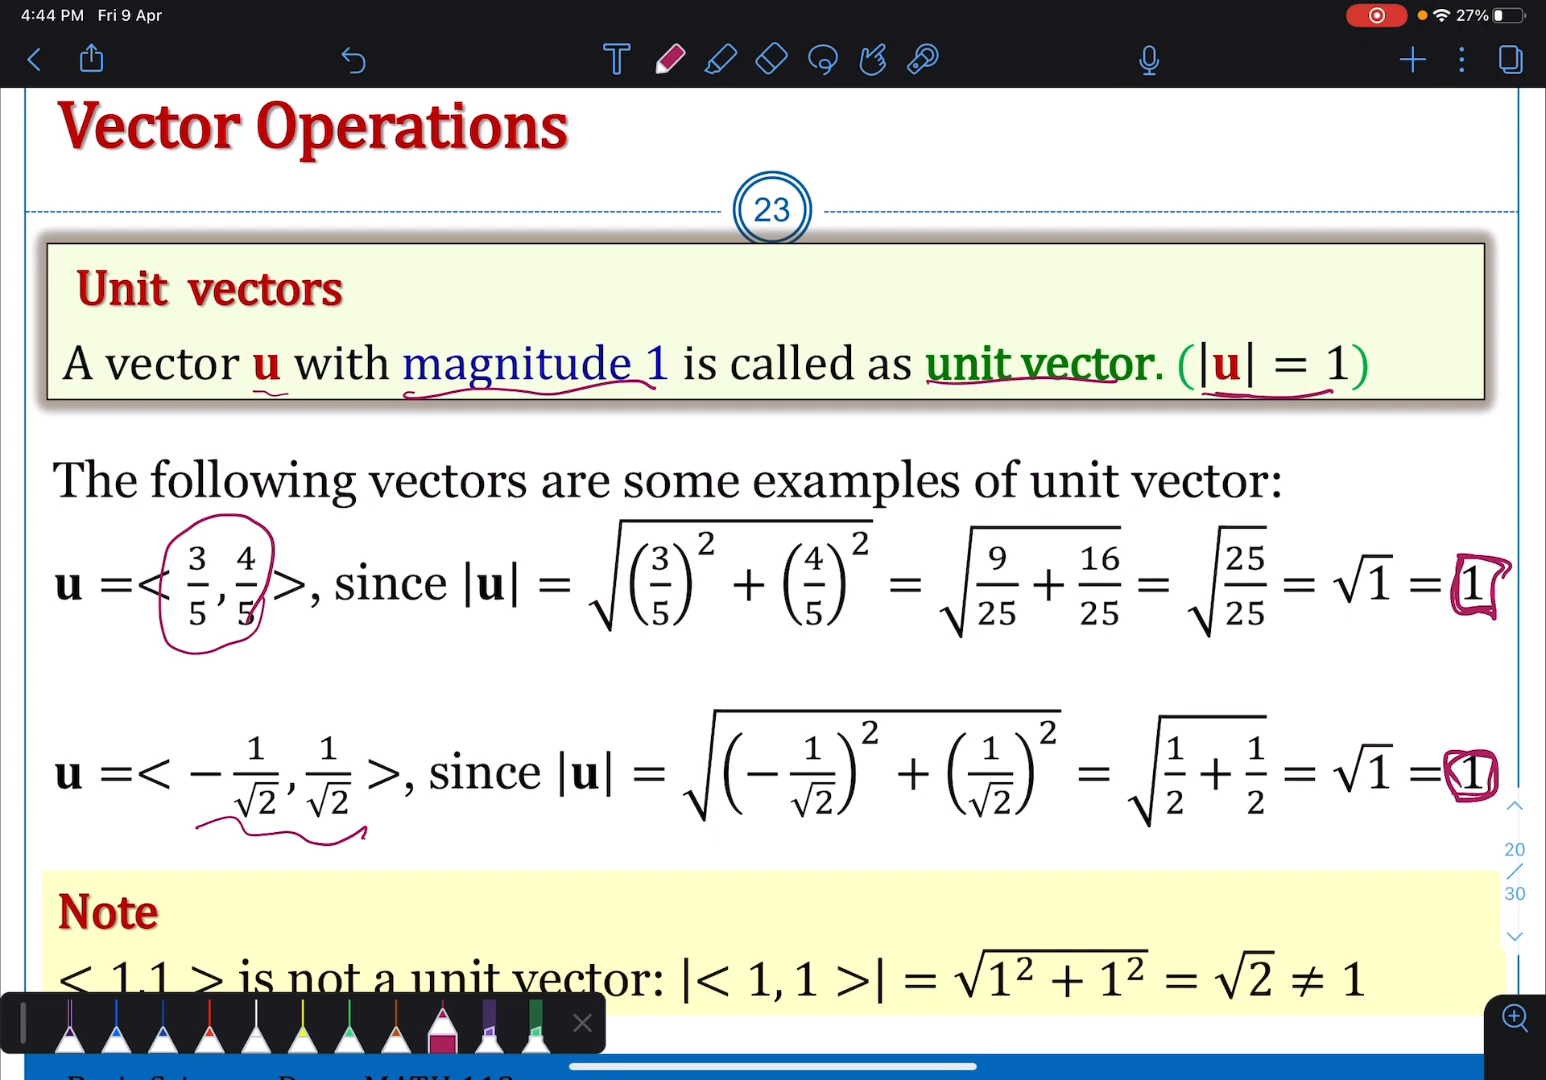 4:44 PM Fri 9 Apr
27%
Vector Operations
23
Unit vectors
A vector u with magnitude 1 is called as unit vector. (|u| = 1)
The following vectors are some examples of unit vector:
u =< 3/5, 4/5 >, since |u| = √((3/5)² + (4/5)²) = √(9/25 + 16/25) = √(25/25) = √1 = 1
u =< −1/√2, 1/√2 >, since |u| = √((−1/√2)² + (1/√2)²) = √(1/2 + 1/2) = √1 = 1
20
/
30
Note
< 1,1 > is not a unit vector: |< 1, 1 >| = √(1² + 1²) = √2 ≠ 1